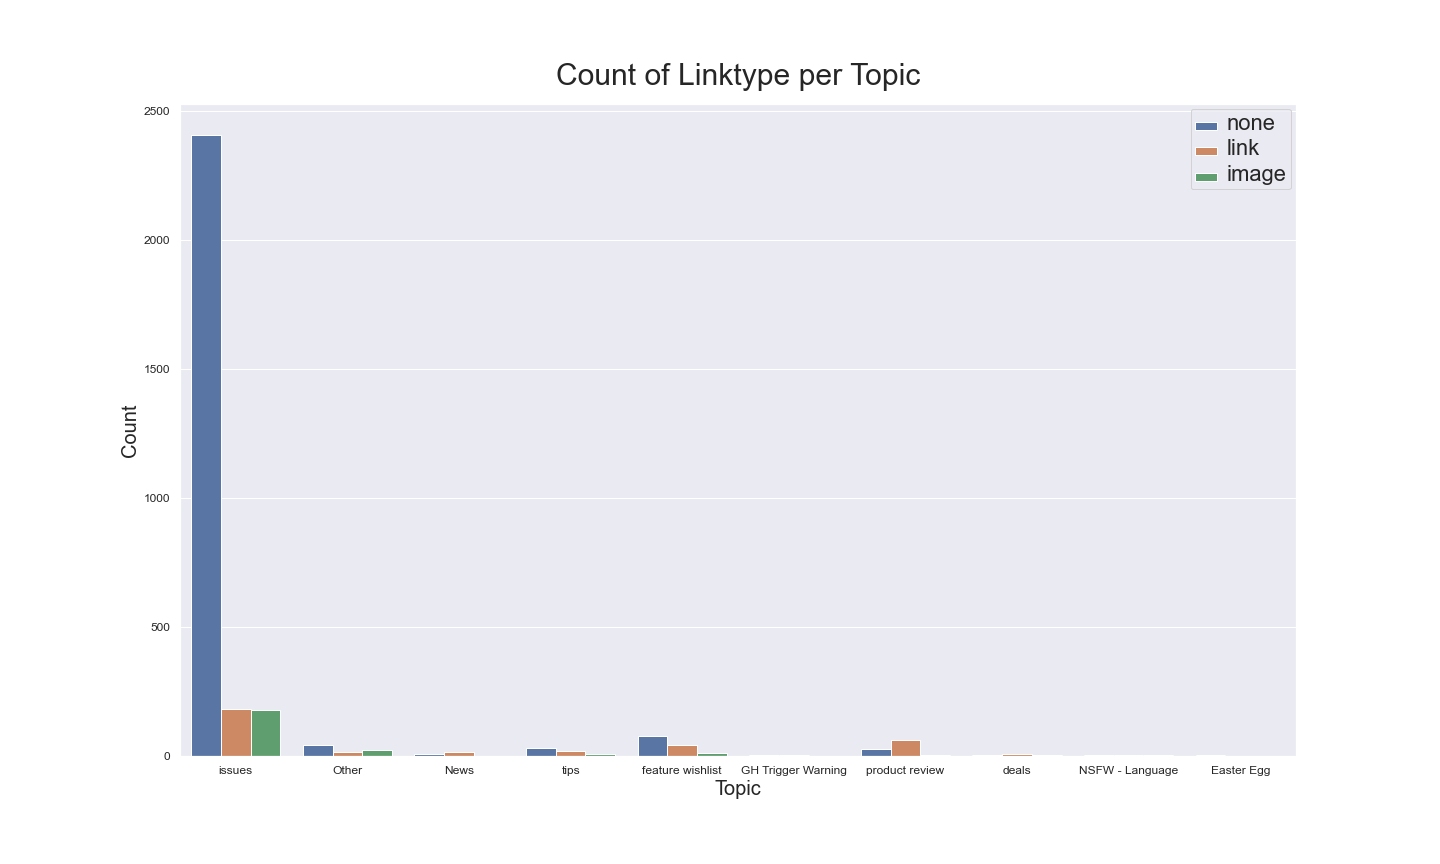 Count of Linktype per Topic
none
link
image
2500
2000
1500
1000
500
0
Count
issues
Other
News
tips
feature wishlist
GH Trigger Warning
product review
deals
NSFW - Language
Easter Egg
Topic